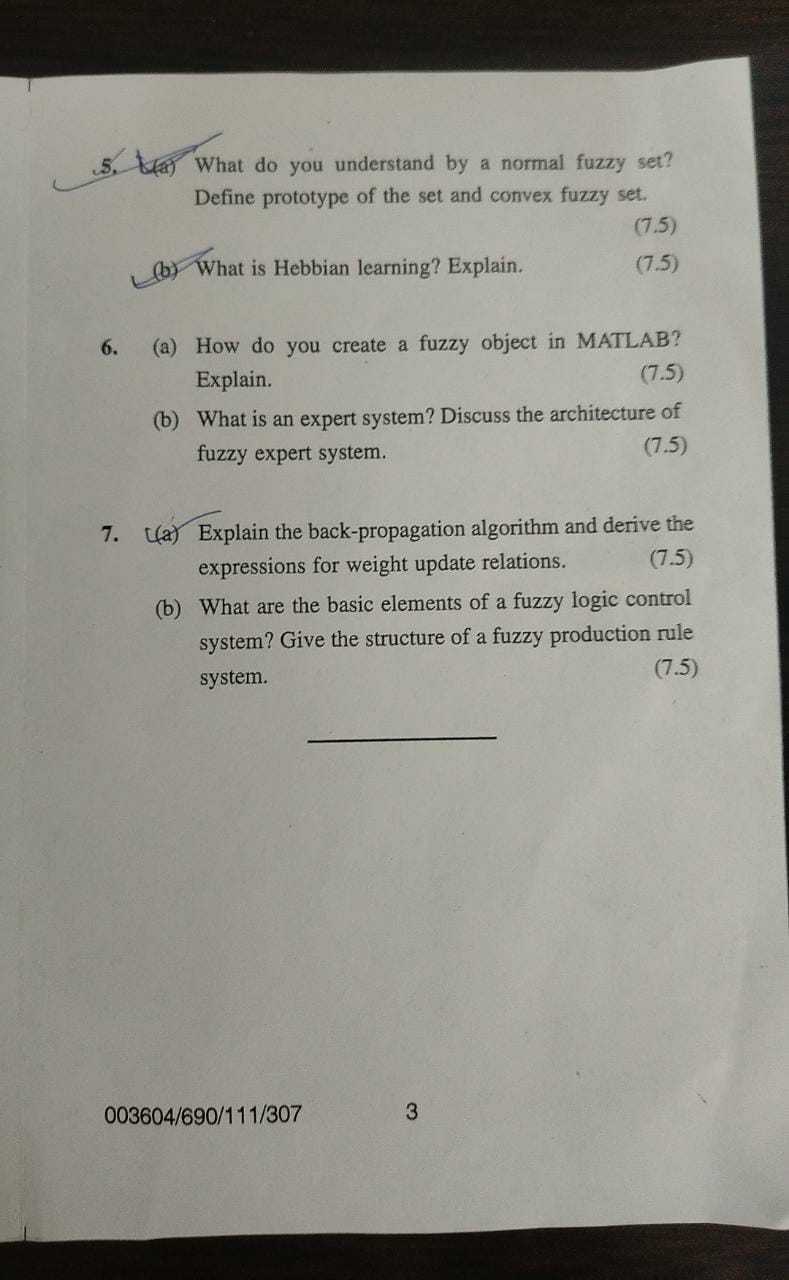 5. (a) What do you understand by a normal fuzzy set?
Define prototype of the set and convex fuzzy set.
(7.5)
(b) What is Hebbian learning? Explain. (7.5)
6. (a) How do you create a fuzzy object in MATLAB?
Explain. (7.5)
(b) What is an expert system? Discuss the architecture of
fuzzy expert system. (7.5)
7. (a) Explain the back-propagation algorithm and derive the
expressions for weight update relations. (7.5)
(b) What are the basic elements of a fuzzy logic control
system? Give the structure of a fuzzy production rule
system. (7.5)
003604/690/111/307 3